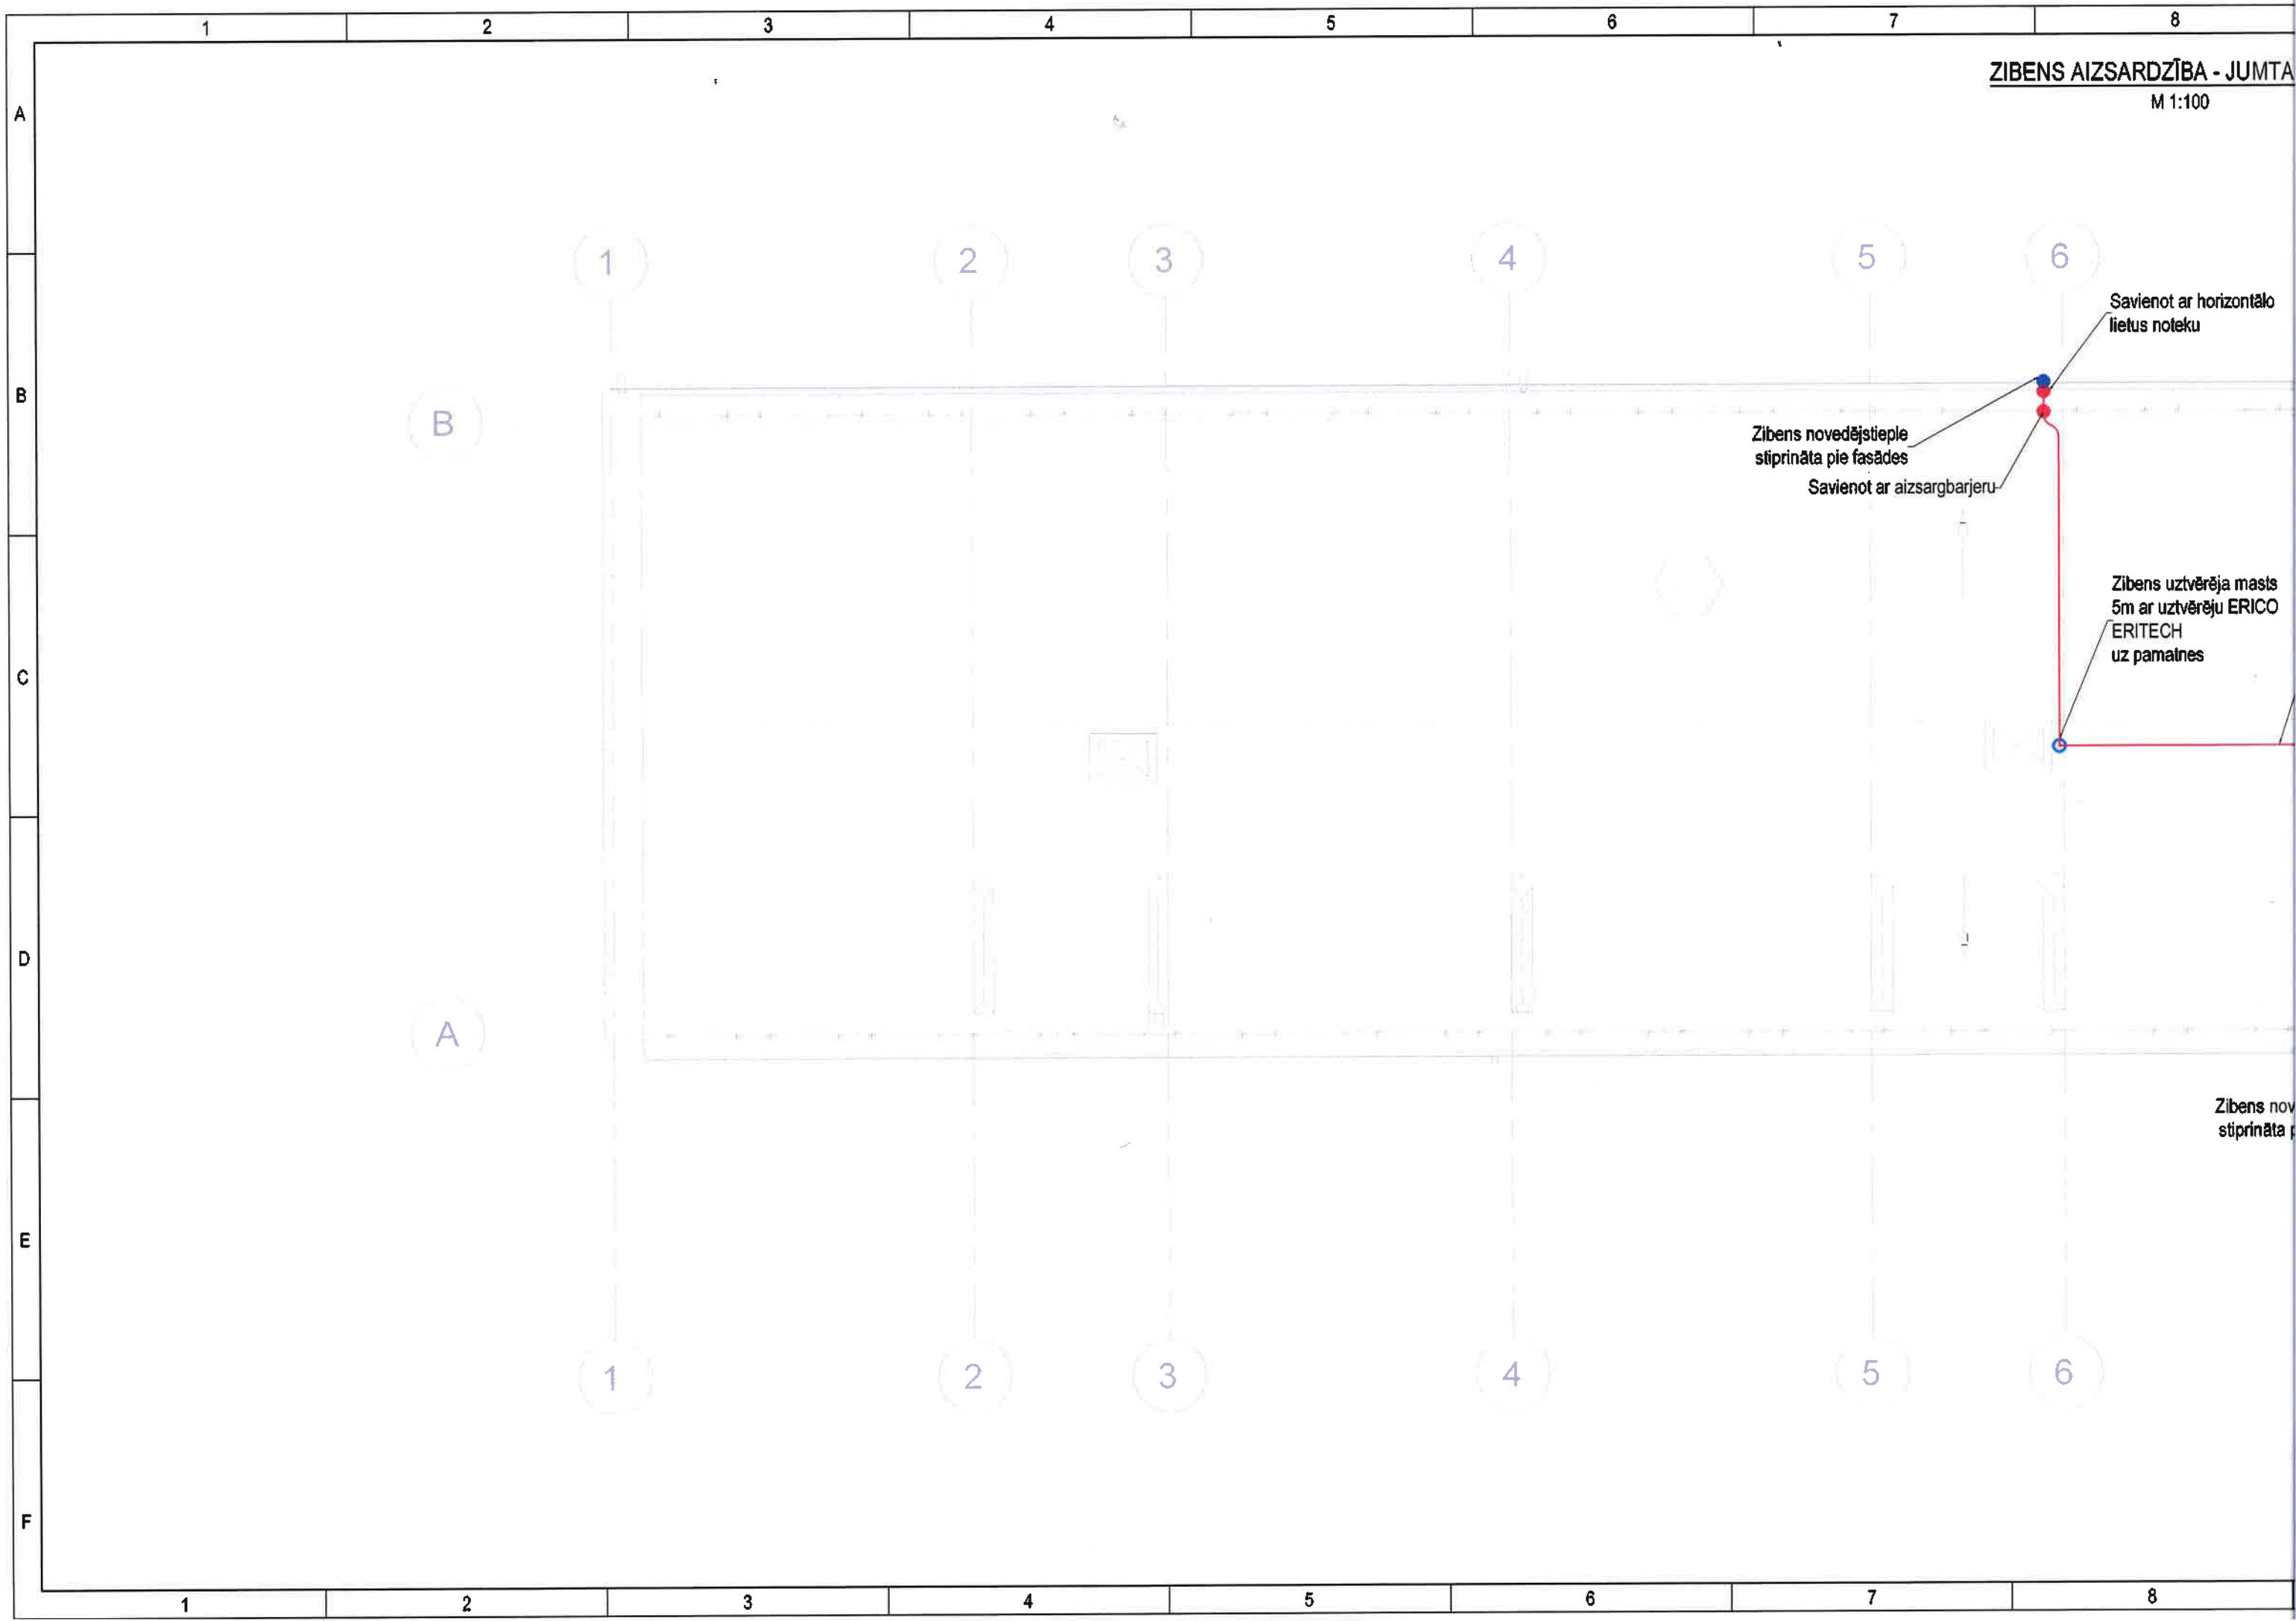 1 2 3 4 5 6 7 8
ZIBENS AIZSARDZĪBA - JUMTA
M 1:100
A
B
C
D
E
F
1 2 3 4 5 6
B
A
Savienot ar horizontālo
lietus noteku
Zibens novedējstieple
stiprināta pie fasādes
Savienot ar aizsargbarjeru
Zibens uztvērēja masts
5m ar uztvērēju ERICO
ERITECH
uz pamatnes
Zibens nov
stiprināta
1 2 3 4 5 6
1 2 3 4 5 6 7 8